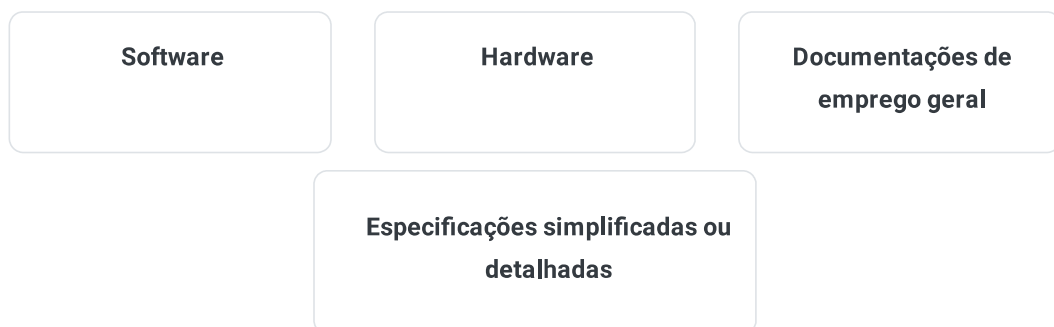 Software
Hardware
Documentações de
emprego geral
Especificações simplificadas ou
detalhadas